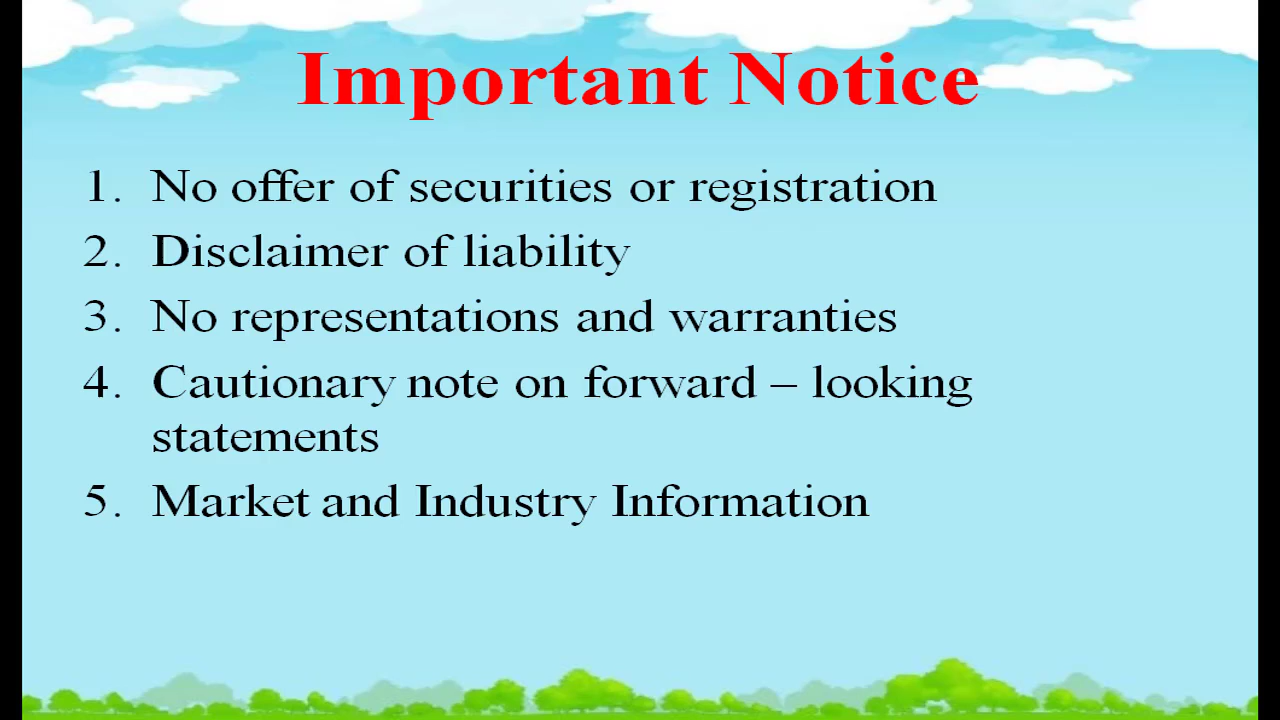 Important Notice
1. No offer of securities or registration
2. Disclaimer of liability
3. No representations and warranties
4. Cautionary note on forward – looking
statements
5. Market and Industry Information